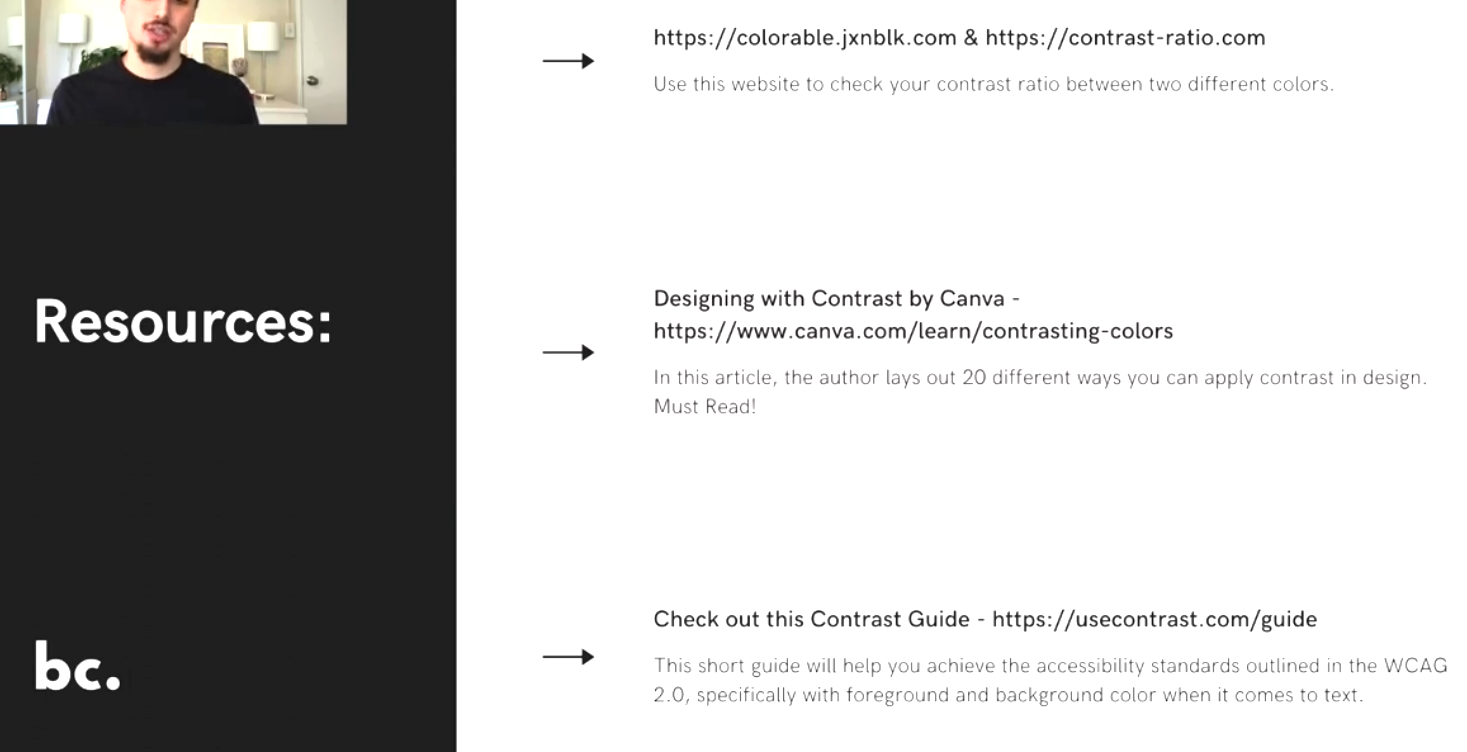 https://colorable.jxnblk.com & https://contrast-ratio.com
Use this website to check your contrast ratio between two different colors.
Resources:
Designing with Contrast by Canva -
https://www.canva.com/learn/contrasting-colors
In this article, the author lays out 20 different ways you can apply contrast in design.
Must Read!
bc.
Check out this Contrast Guide - https://usecontrast.com/guide
This short guide will help you achieve the accessibility standards outlined in the WCAG
2.0, specifically with foreground and background color when it comes to text.